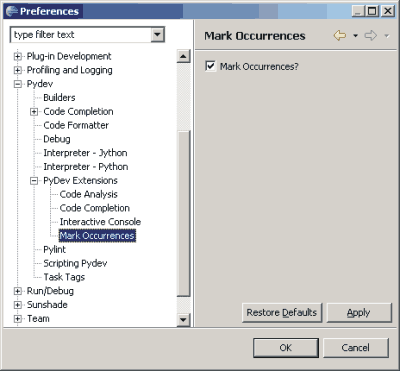 Preferences
type filter text
Plug-in Development
Profiling and Logging
Pydev
Builders
Code Completion
Code Formatter
Debug
Interpreter - Jython
Interpreter - Python
PyDev Extensions
Code Analysis
Code Completion
Interactive Console
Mark Occurrences
Pylint
Scripting Pydev
Task Tags
Run/Debug
Sunshade
Team
Mark Occurrences
Mark Occurrences?
Restore Defaults
Apply
OK
Cancel